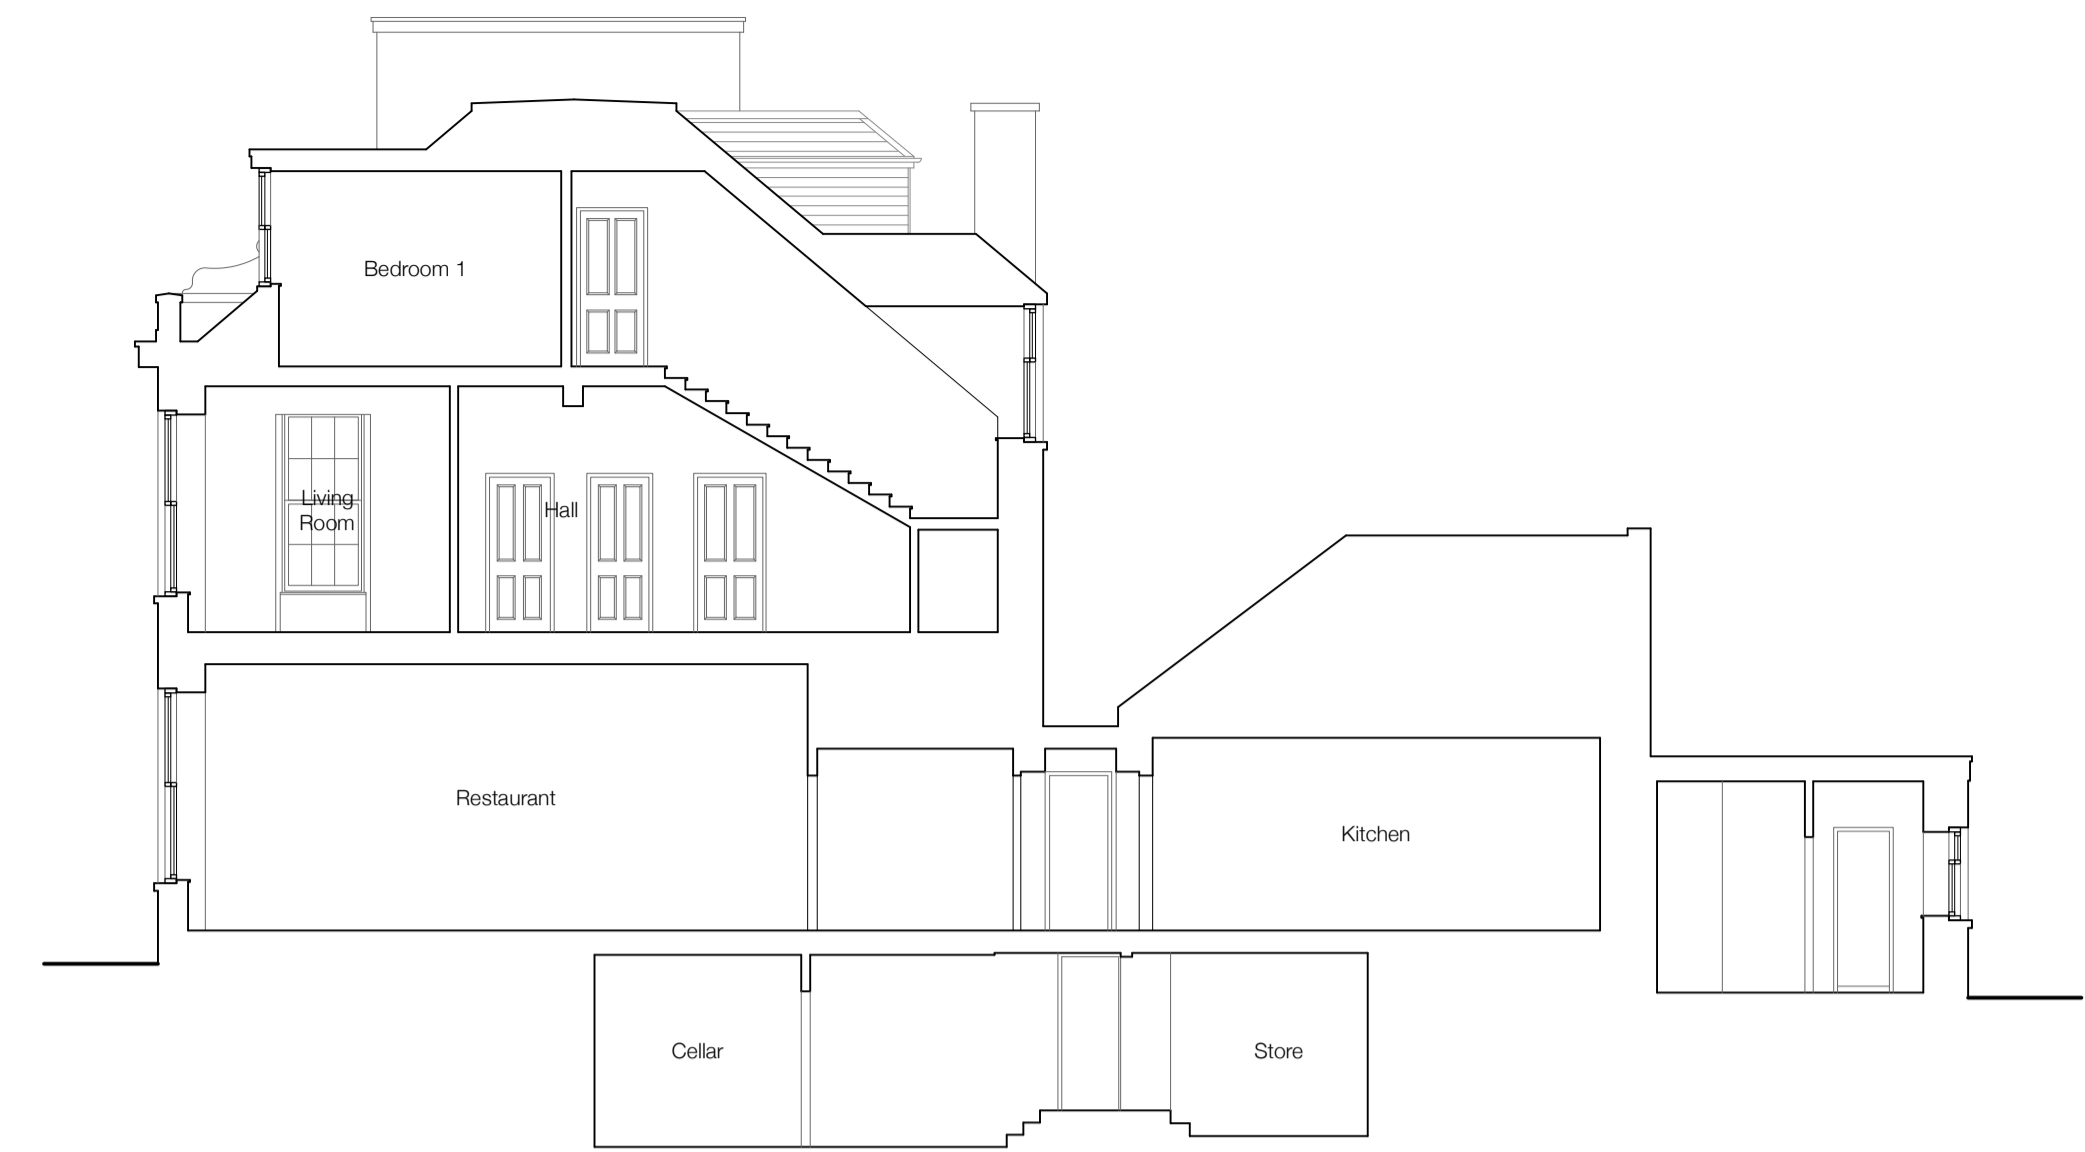 Bedroom 1
Living
Room
Hall
Restaurant
Kitchen
Cellar
Store